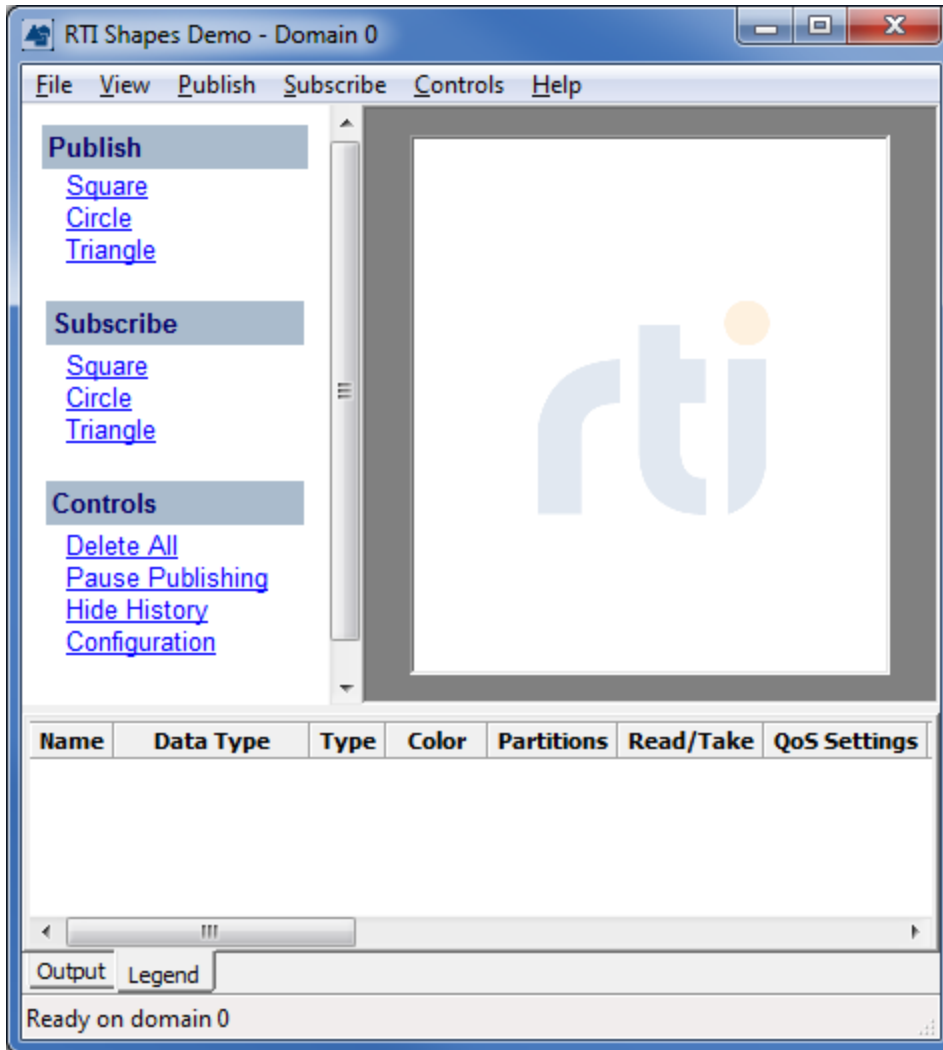 RTI Shapes Demo - Domain 0
File View Publish Subscribe Controls Help
Publish
Square
Circle
Triangle
Subscribe
Square
Circle
Triangle
Controls
Delete All
Pause Publishing
Hide History
Configuration
rti
Name Data Type Type Color Partitions Read/Take QoS Settings
Output Legend
Ready on domain 0